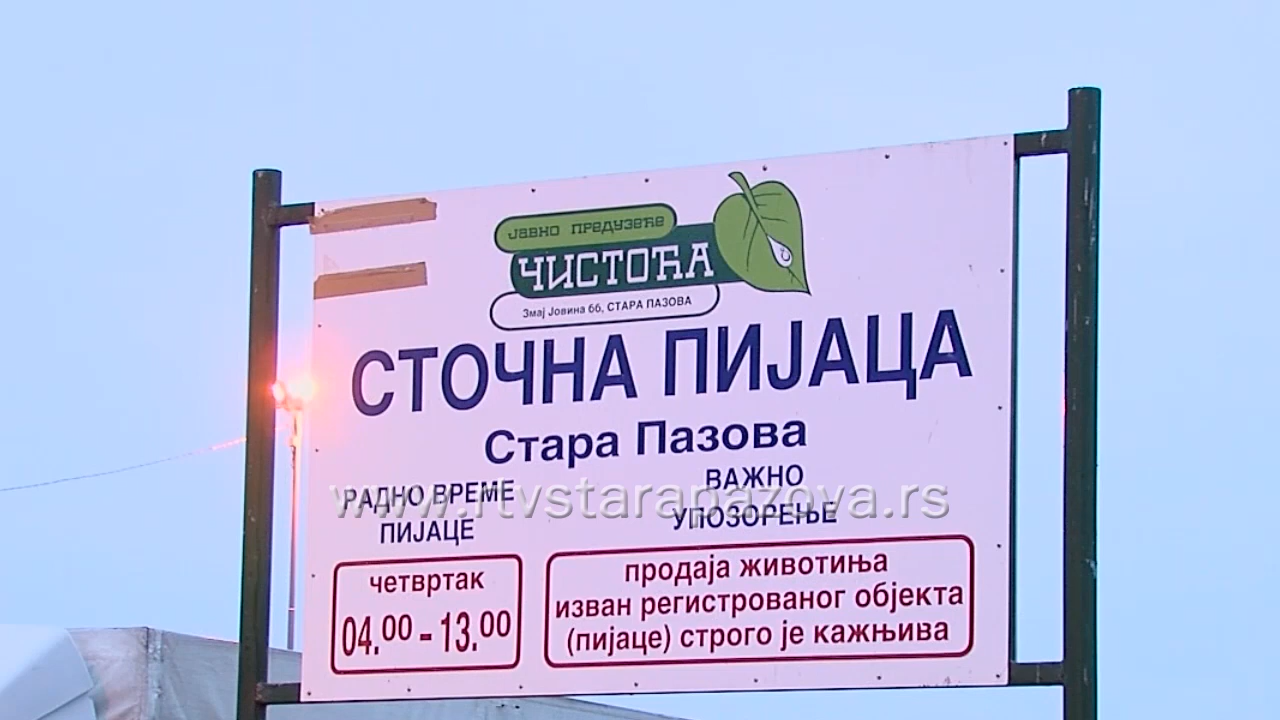 ЈАВНО ПРЕДУЗЕЋЕ
ЧИСТОЋА
Змај Јовина 66, СТАРА ПАЗОВА
СТОЧНА ПИЈАЦА
Стара Пазова
РАДНО ВРЕМЕ
ПИЈАЦЕ
четвртак
04.00 - 13.00
ВАЖНО
УПОЗОРЕЊЕ
продаја животиња
изван регистрованог објекта
(пијаце) строго је кажњива
www.rtvstarapazova.rs